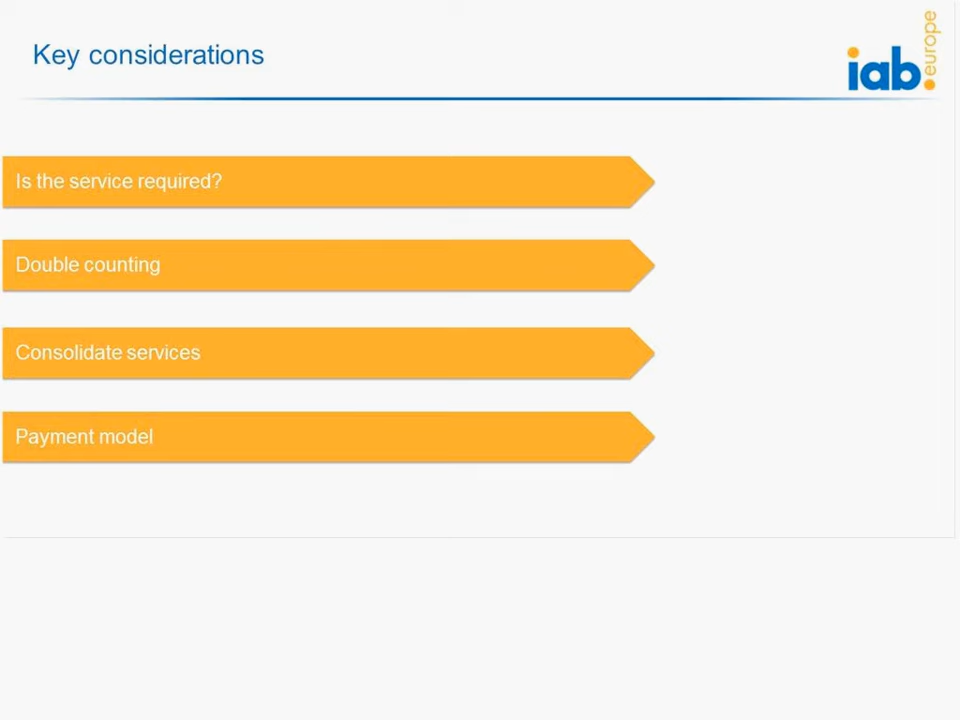 Key considerations
iab.europe
Is the service required?
Double counting
Consolidate services
Payment model